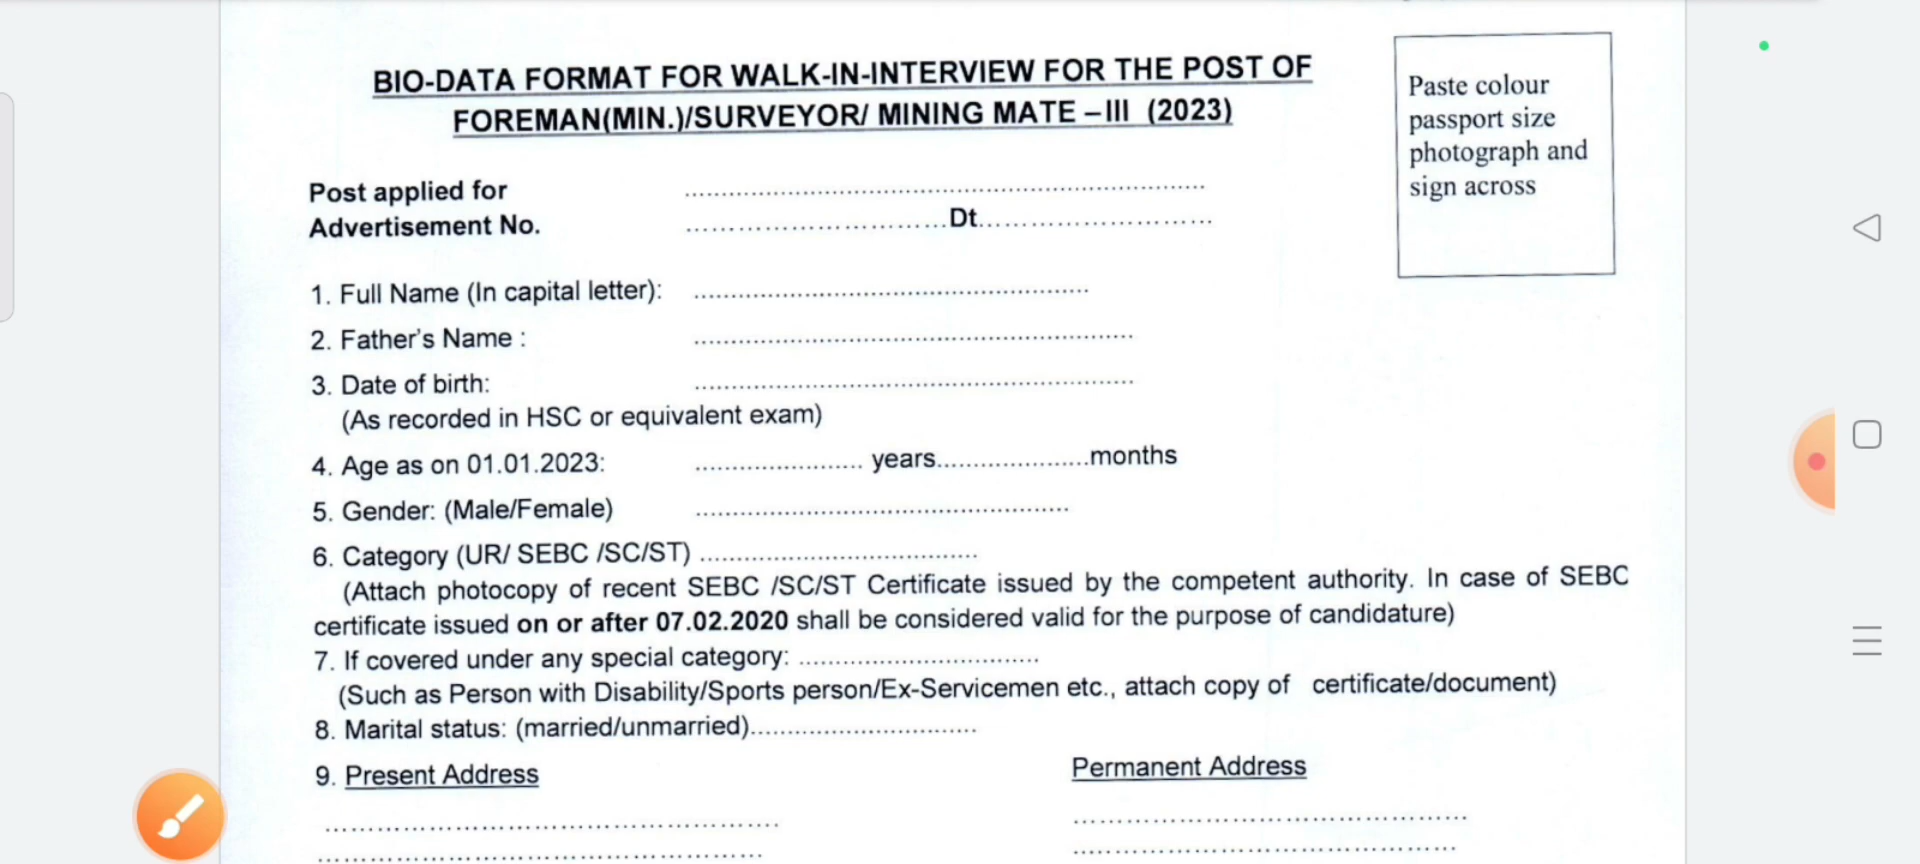 BIO-DATA FORMAT FOR WALK-IN-INTERVIEW FOR THE POST OF
FOREMAN(MIN.)/SURVEYOR/ MINING MATE –III (2023)
Paste colour
passport size
photograph and
sign across
Post applied for ................................................................
Advertisement No. ................................Dt................................
1. Full Name (In capital letter): ................................................
2. Father's Name : ......................................................
3. Date of birth: ......................................................
(As recorded in HSC or equivalent exam)
4. Age as on 01.01.2023: ....................... years.....................months
5. Gender: (Male/Female) ..................................................
6. Category (UR/ SEBC /SC/ST) ......................................
(Attach photocopy of recent SEBC /SC/ST Certificate issued by the competent authority. In case of SEBC
certificate issued on or after 07.02.2020 shall be considered valid for the purpose of candidature)
7. If covered under any special category: .................................
(Such as Person with Disability/Sports person/Ex-Servicemen etc., attach copy of certificate/document)
8. Marital status: (married/unmarried)................................
9. Present Address Permanent Address
................................................ ................................................
................................................ ................................................